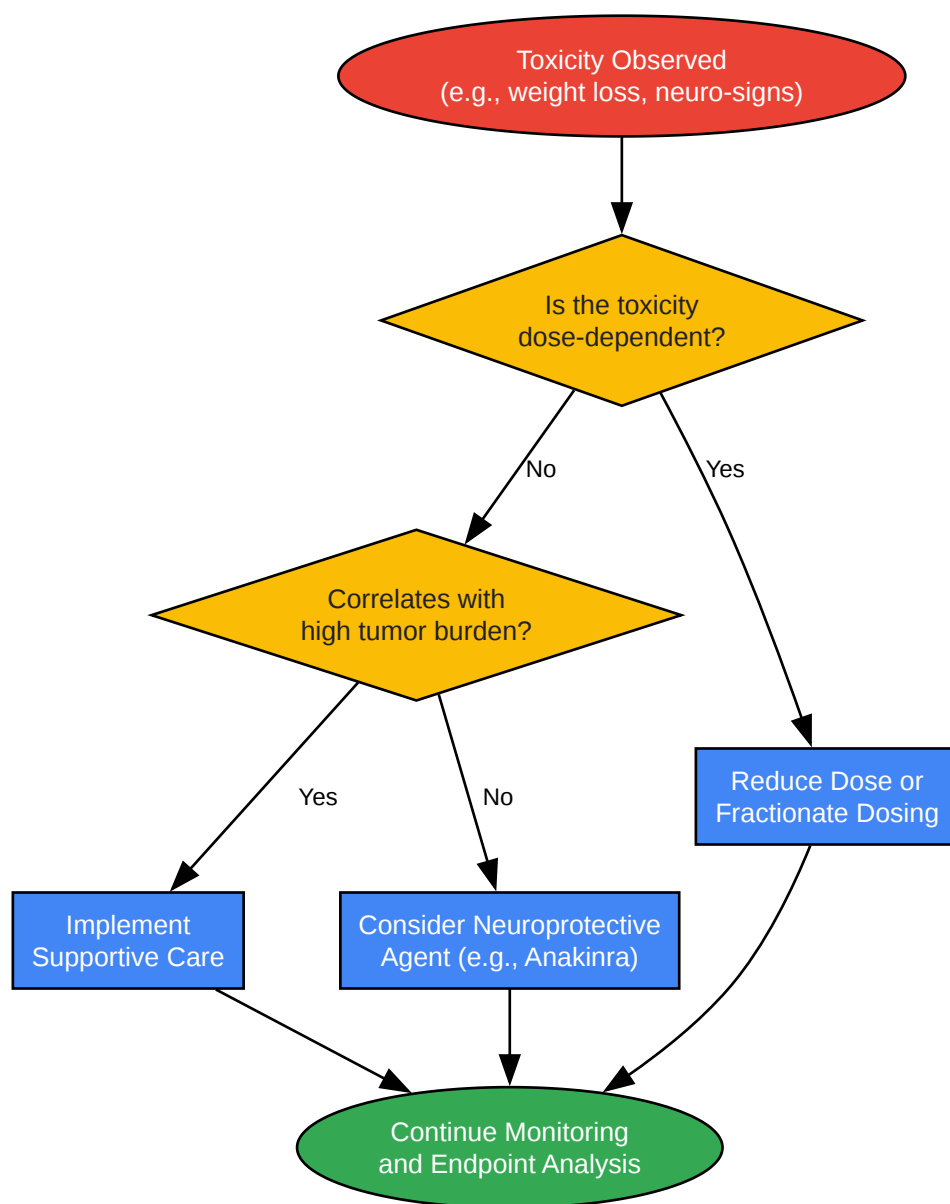 Toxicity Observed
(e.g., weight loss, neuro-signs)
Is the toxicity
dose-dependent?
No
Yes
Correlates with
high tumor burden?
Yes
No
Reduce Dose or
Fractionate Dosing
Implement
Supportive Care
Consider Neuroprotective
Agent (e.g., Anakinra)
Continue Monitoring
and Endpoint Analysis